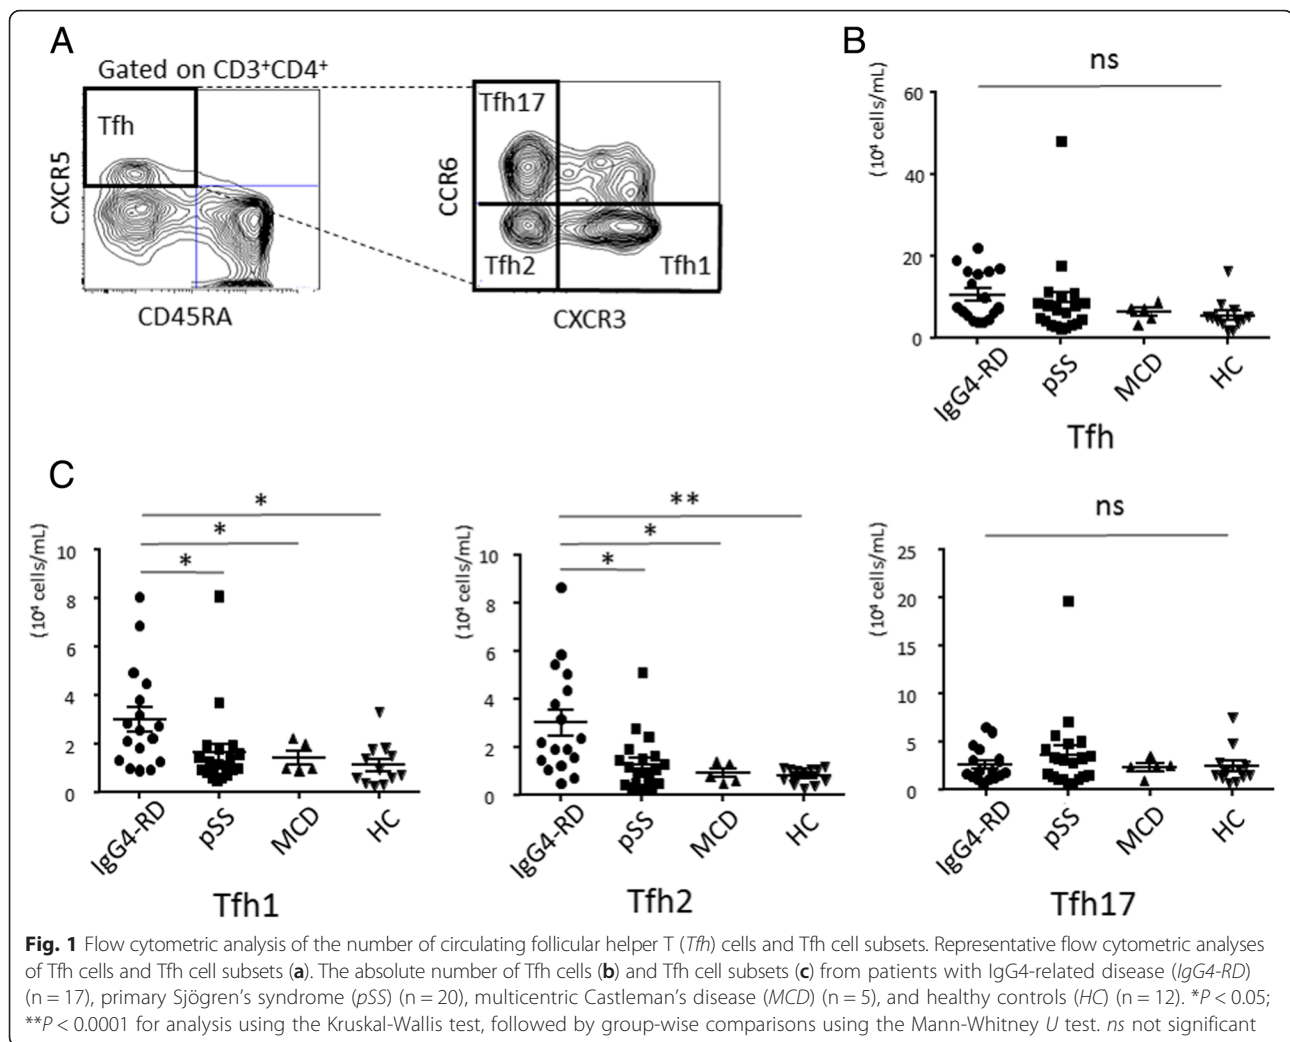 A
Gated on CD3+CD4+
Tfh
CXCR5
CD45RA
Tfh17
CCR6
Tfh2
Tfh1
CXCR3
B
ns
(10⁴ cells/mL)
60
40
20
0
IgG4-RD
pSS
MCD
HC
Tfh
C
*
*
*
(10⁴ cells/mL)
10
8
6
4
2
0
IgG4-RD
pSS
MCD
HC
Tfh1
**
*
*
(10⁴ cells/mL)
10
8
6
4
2
0
IgG4-RD
pSS
MCD
HC
Tfh2
ns
(10⁴ cells/mL)
25
20
15
10
5
0
IgG4-RD
pSS
MCD
HC
Tfh17
Fig. 1 Flow cytometric analysis of the number of circulating follicular helper T (Tfh) cells and Tfh cell subsets. Representative flow cytometric analyses
of Tfh cells and Tfh cell subsets (a). The absolute number of Tfh cells (b) and Tfh cell subsets (c) from patients with IgG4-related disease (IgG4-RD)
(n = 17), primary Sjögren's syndrome (pSS) (n = 20), multicentric Castleman's disease (MCD) (n = 5), and healthy controls (HC) (n = 12). *P < 0.05;
**P < 0.0001 for analysis using the Kruskal-Wallis test, followed by group-wise comparisons using the Mann-Whitney U test. ns not significant